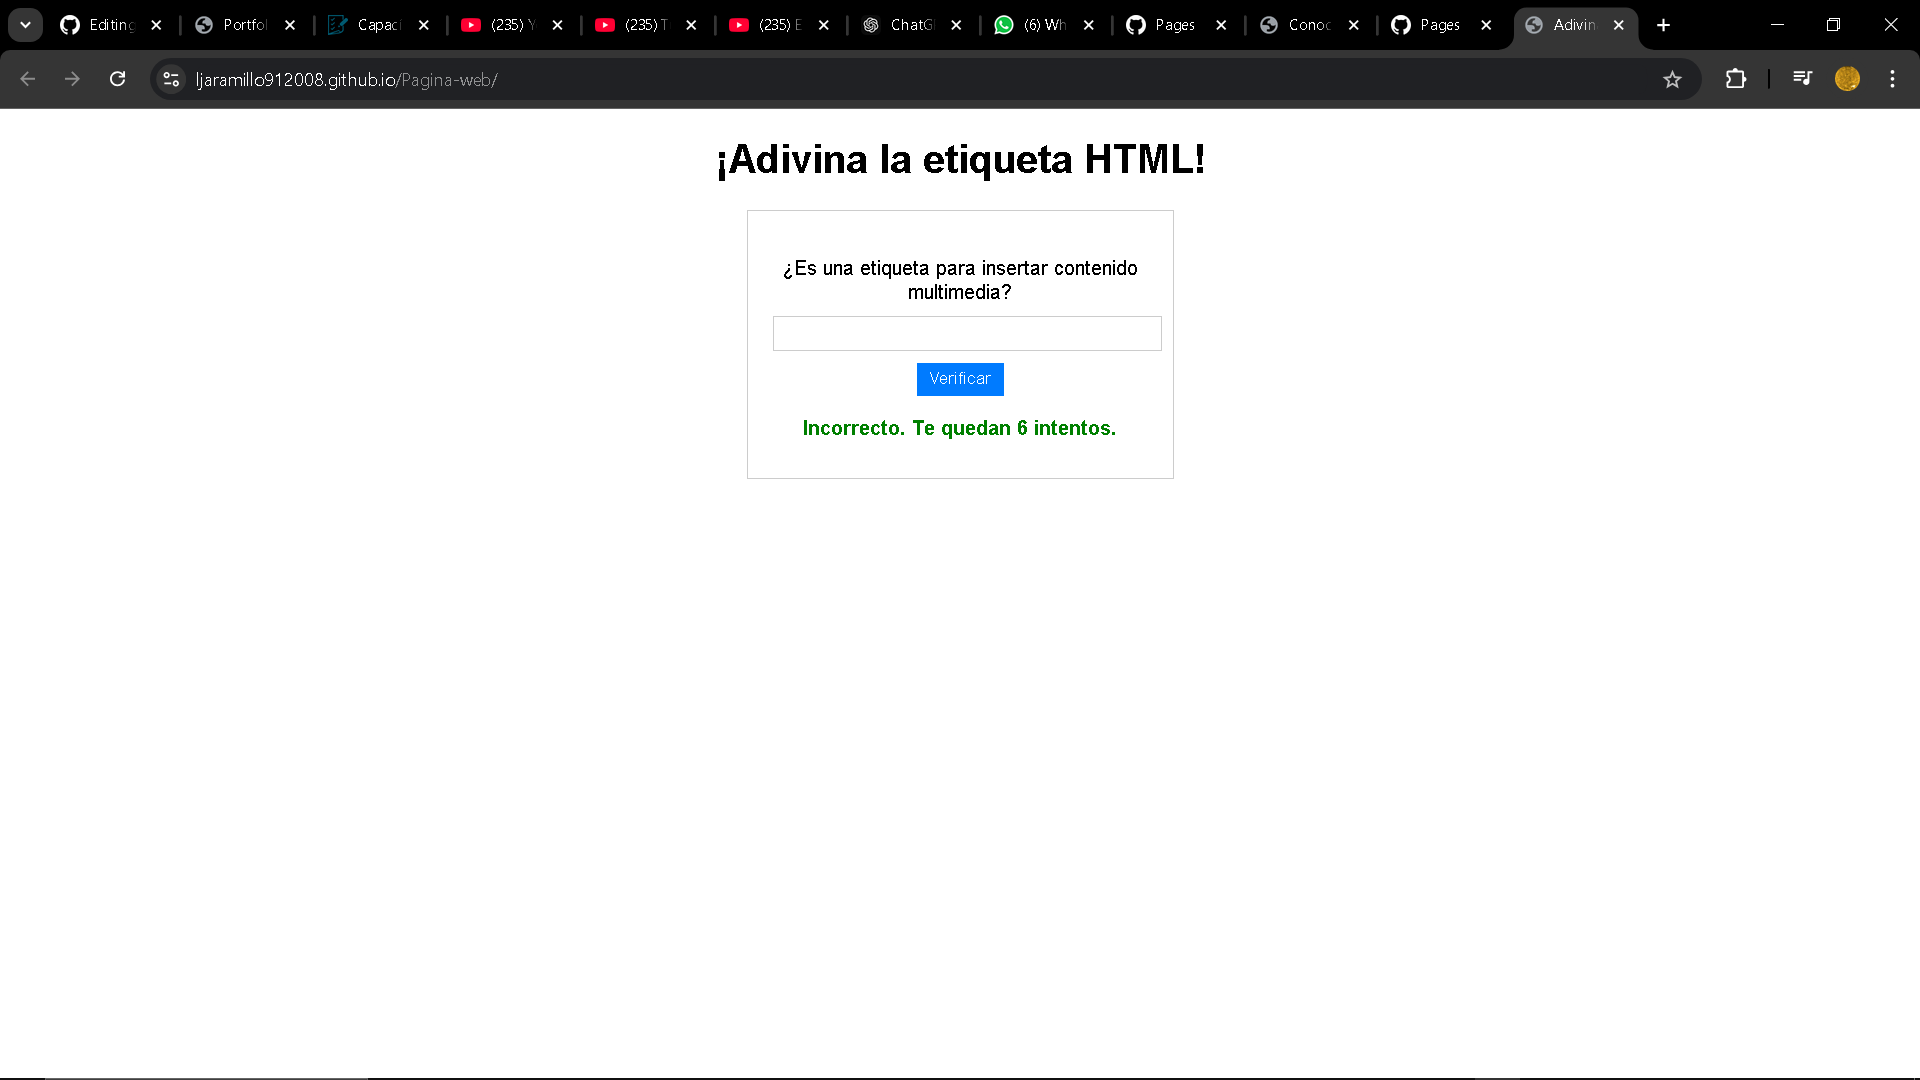 Editing
Portfol
Capaci
(235) Y
(235) T
(235) E
ChatG
(6) Wh
Pages
Conoc
Pages
Adivin
ljaramillo912008.github.io/Pagina-web/
¡Adivina la etiqueta HTML!
¿Es una etiqueta para insertar contenido
multimedia?
Verificar
Incorrecto. Te quedan 6 intentos.